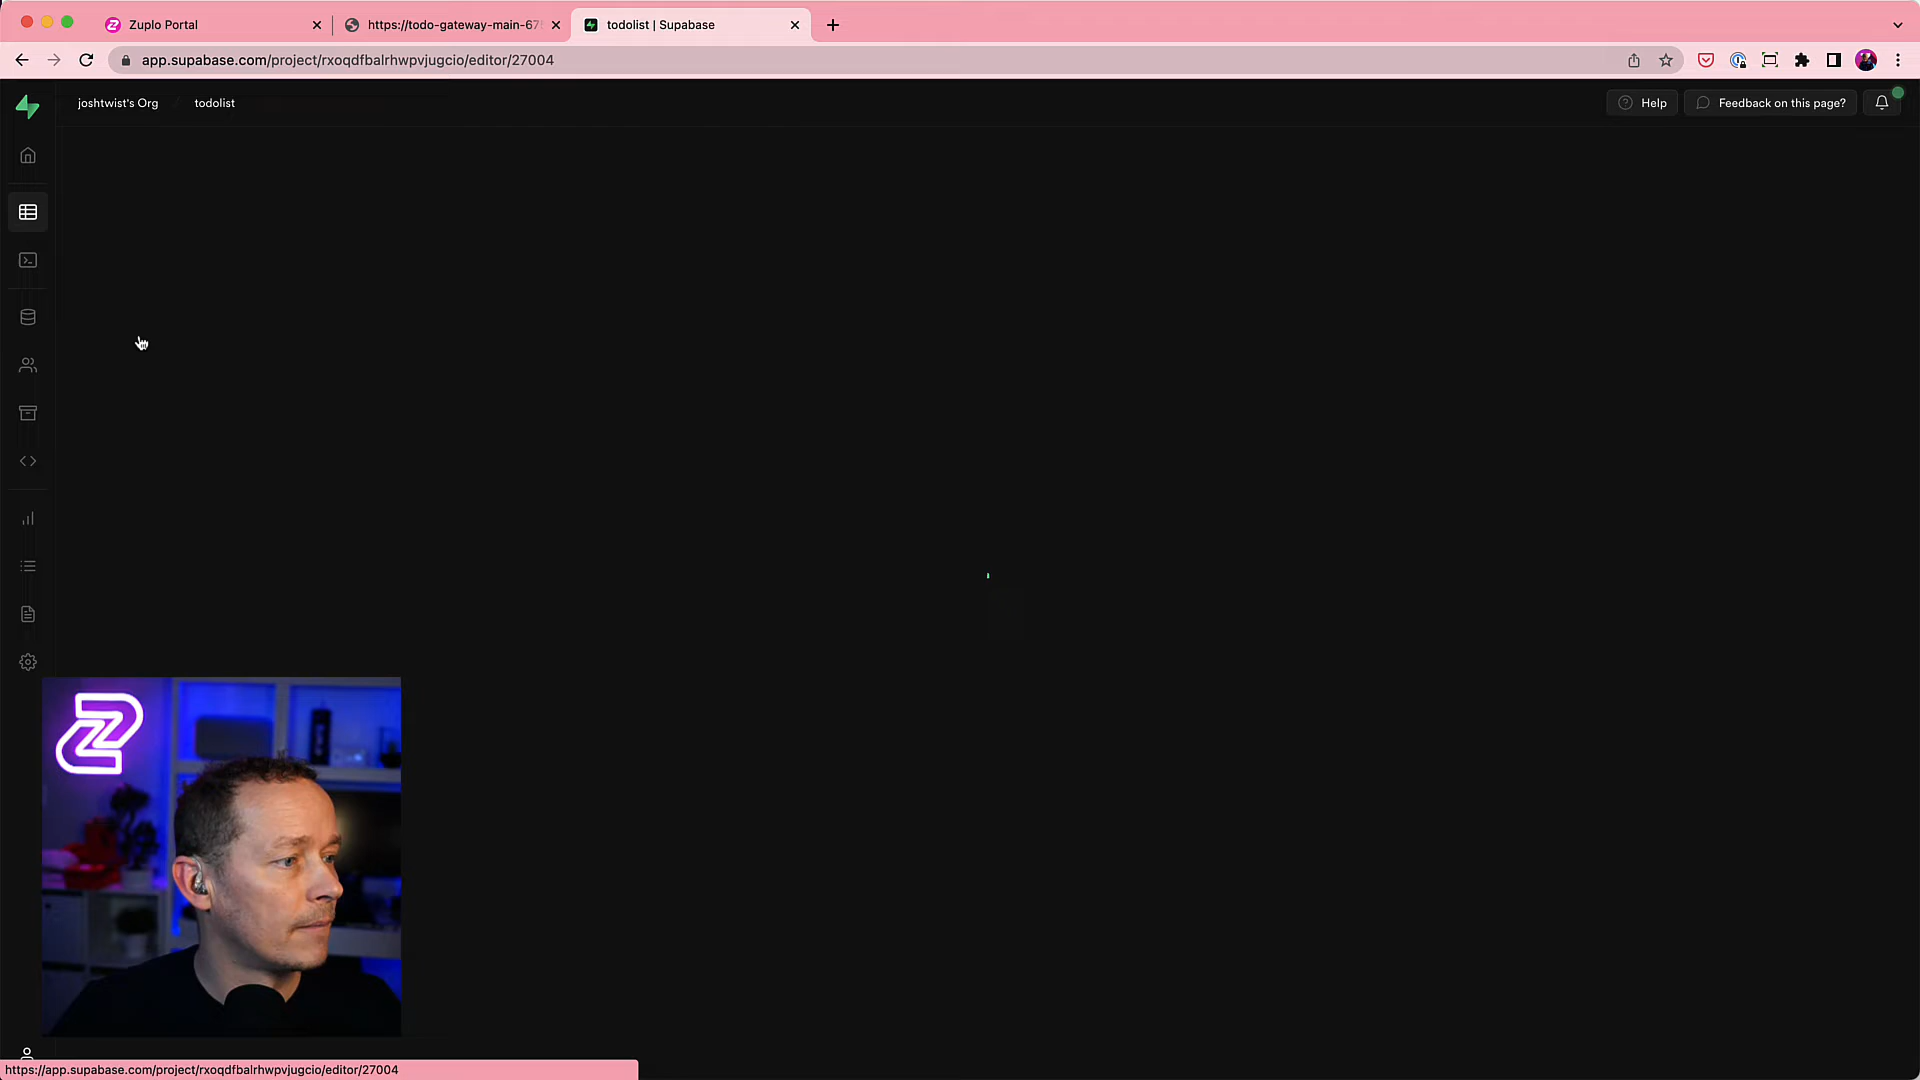 Zuplo Portal
https://todo-gateway-main-67
todolist | Supabase
app.supabase.com/project/rxoqdfbalrhwpvjugcio/editor/27004
joshtwist's Org
todolist
Help
Feedback on this page?
https://app.supabase.com/project/rxoqdfbalrhwpvjugcio/editor/27004